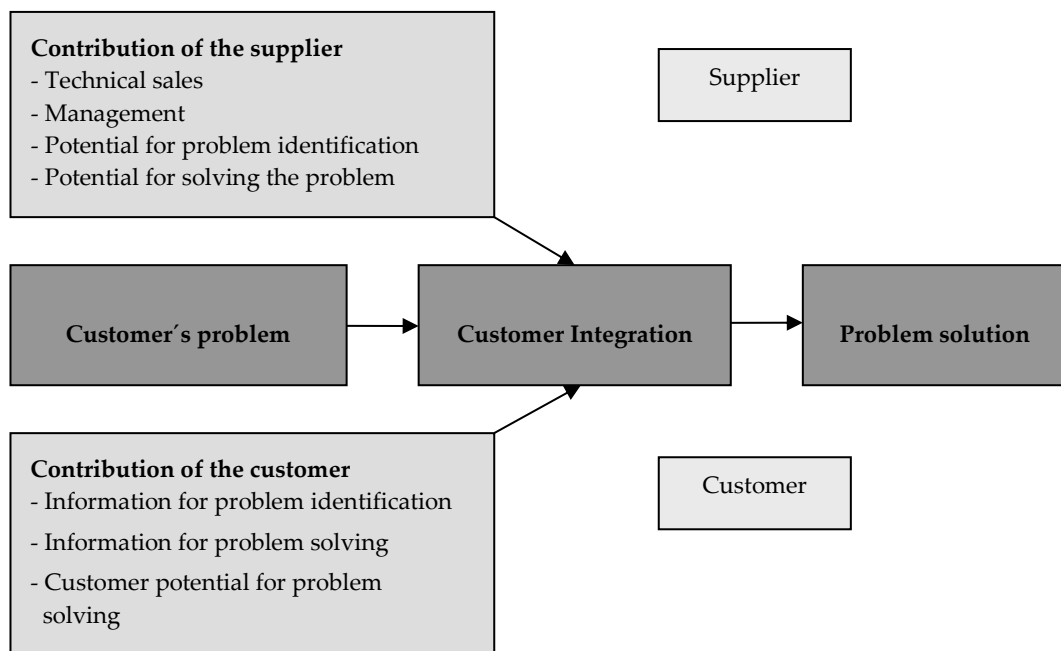 Contribution of the supplier
- Technical sales
- Management
- Potential for problem identification
- Potential for solving the problem
Supplier
Customer´s problem
Customer Integration
Problem solution
Contribution of the customer
- Information for problem identification
- Information for problem solving
- Customer potential for problem
solving
Customer